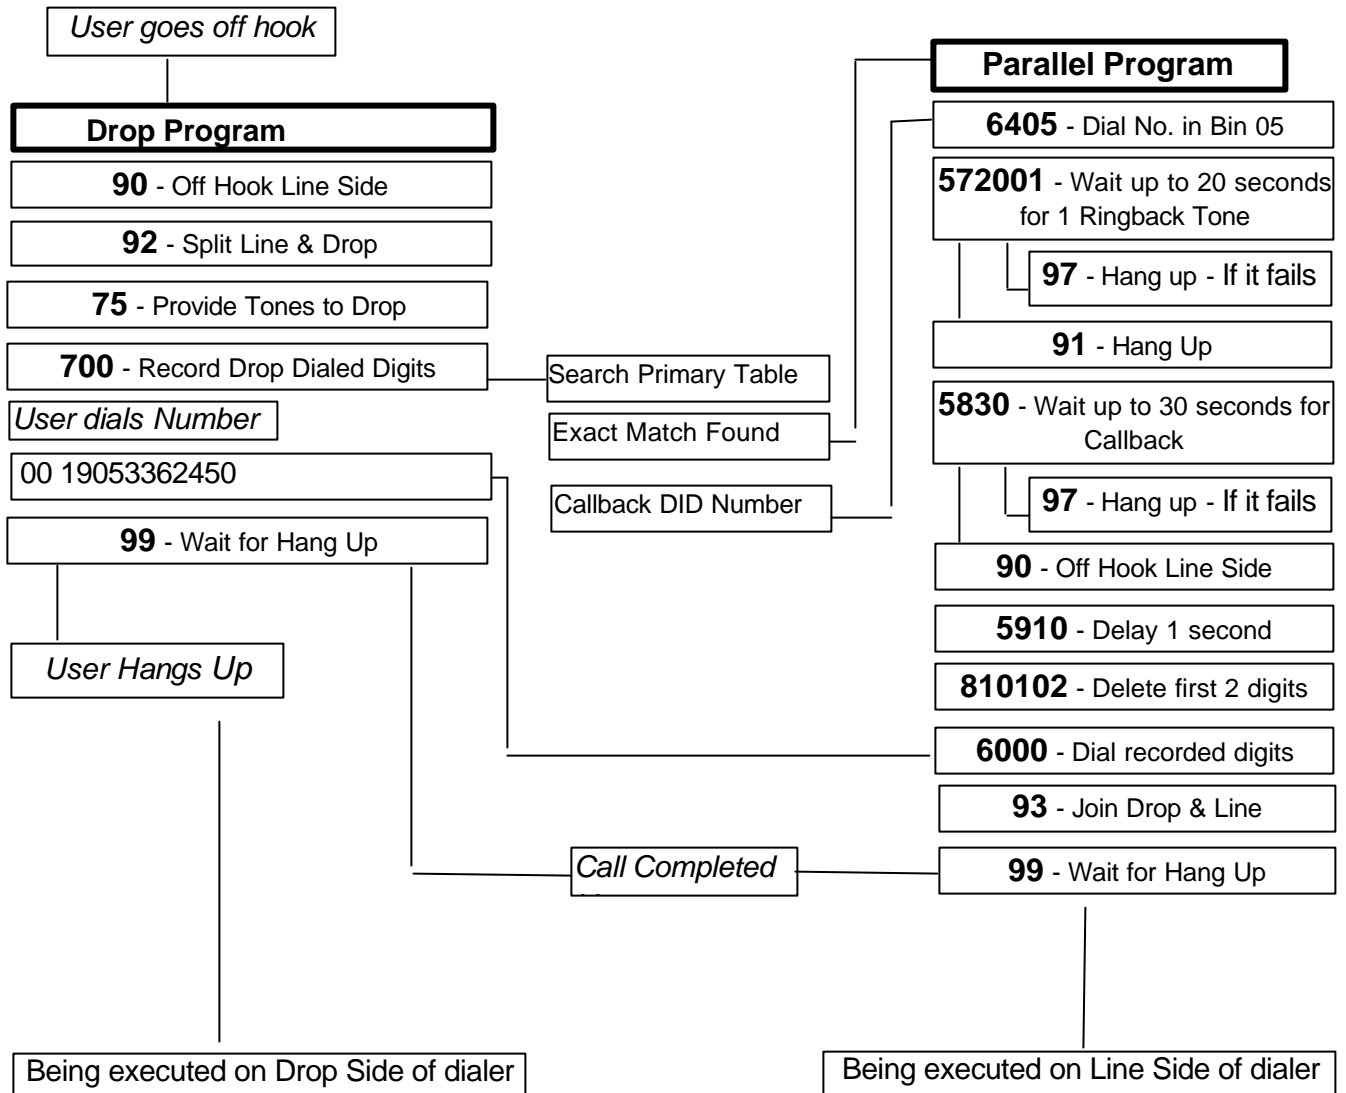 User goes off hook
Drop Program
90 - Off Hook Line Side
92 - Split Line & Drop
75 - Provide Tones to Drop
700 - Record Drop Dialed Digits
User dials Number
00 19053362450
99 - Wait for Hang Up
User Hangs Up
Being executed on Drop Side of dialer
Search Primary Table
Exact Match Found
Callback DID Number
Call Completed
Parallel Program
6405 - Dial No. in Bin 05
572001 - Wait up to 20 seconds
for 1 Ringback Tone
97 - Hang up - If it fails
91 - Hang Up
5830 - Wait up to 30 seconds for
Callback
97 - Hang up - If it fails
90 - Off Hook Line Side
5910 - Delay 1 second
810102 - Delete first 2 digits
6000 - Dial recorded digits
93 - Join Drop & Line
99 - Wait for Hang Up
Being executed on Line Side of dialer